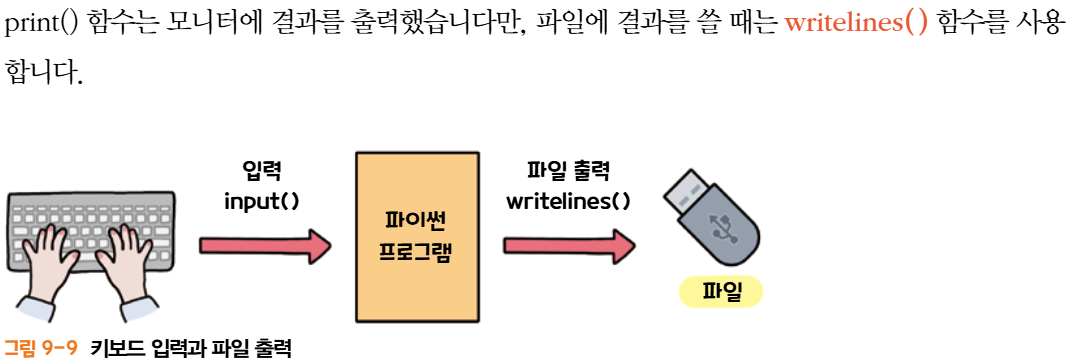 print() 함수는 모니터에 결과를 출력했습니다만, 파일에 결과를 쓸 때는 writelines( ) 함수를 사용
합니다.
입력
input()
파이썬
프로그램
파일 출력
writelines()
파일
그림 9-9 키보드 입력과 파일 출력